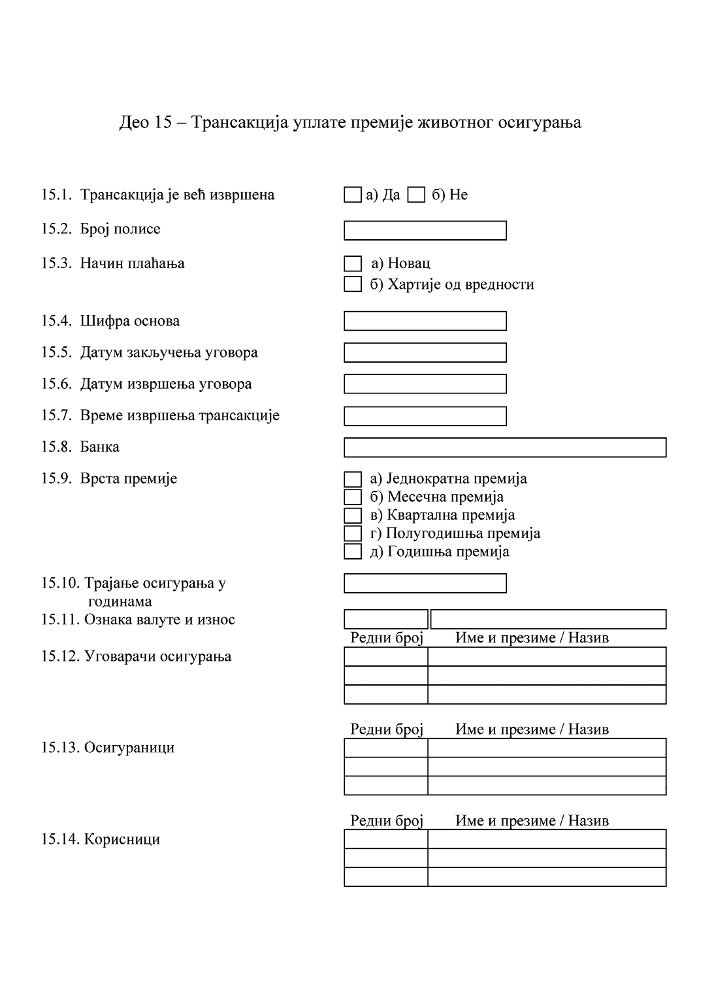 Део 15 – Трансакција уплате премије животног осигурања
15.1. Трансакција је већ извршена а) Да б) Не
15.2. Број полисе
15.3. Начин плаћања а) Новац
б) Хартије од вредности
15.4. Шифра основа
15.5. Датум закључења уговора
15.6. Датум извршења уговора
15.7. Време извршења трансакције
15.8. Банка
15.9. Врста премије а) Једнократна премија
б) Месечна премија
в) Квартална премија
г) Полугодишња премија
д) Годишња премија
15.10. Трајање осигурања у
годинама
15.11. Ознака валуте и износ
Редни број Име и презиме / Назив
15.12. Уговарачи осигурања
Редни број Име и презиме / Назив
15.13. Осигураници
Редни број Име и презиме / Назив
15.14. Корисници